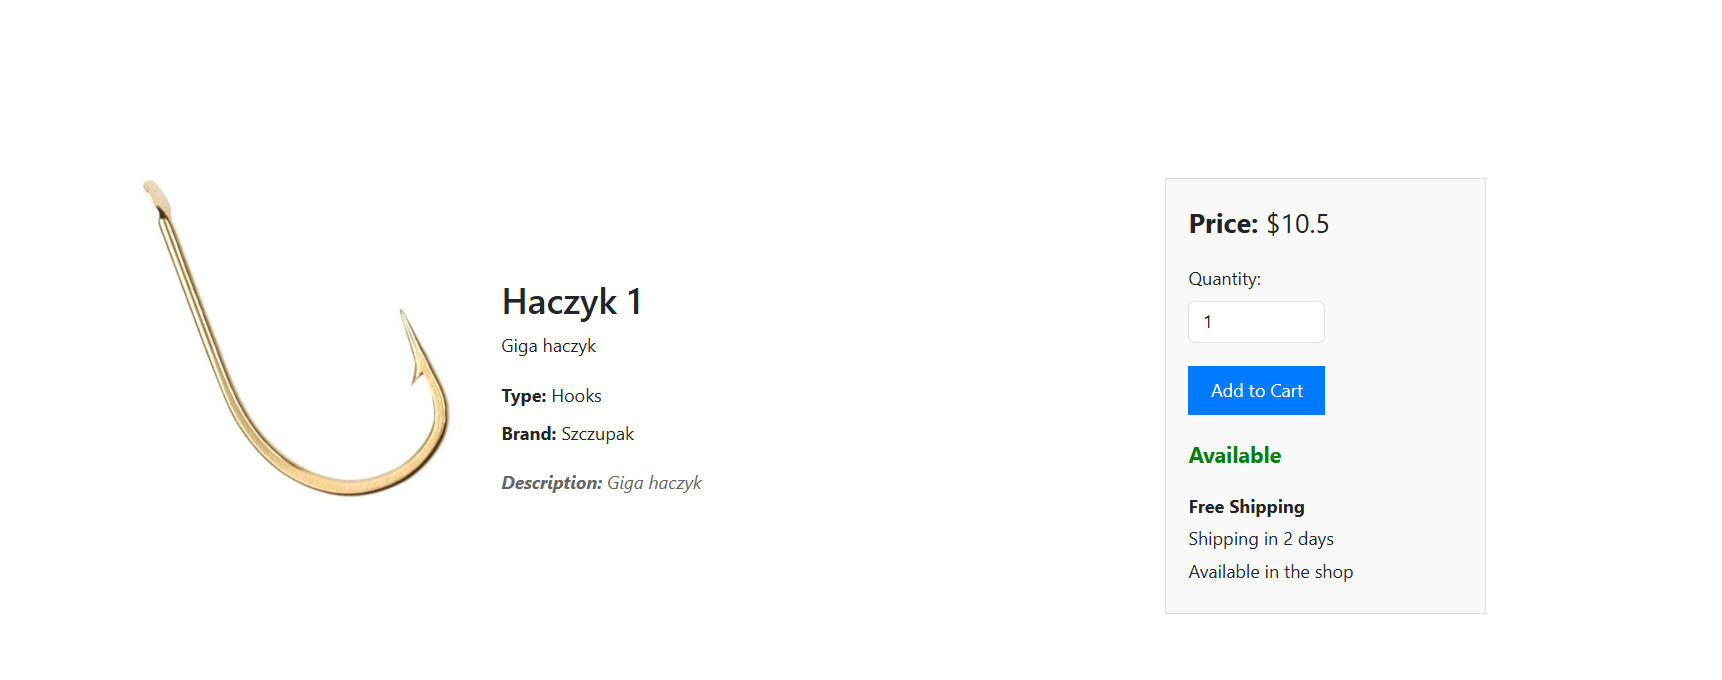 Haczyk 1
Giga haczyk
Type: Hooks
Brand: Szczupak
Description: Giga haczyk
Price: $10.5
Quantity:
1
Add to Cart
Available
Free Shipping
Shipping in 2 days
Available in the shop